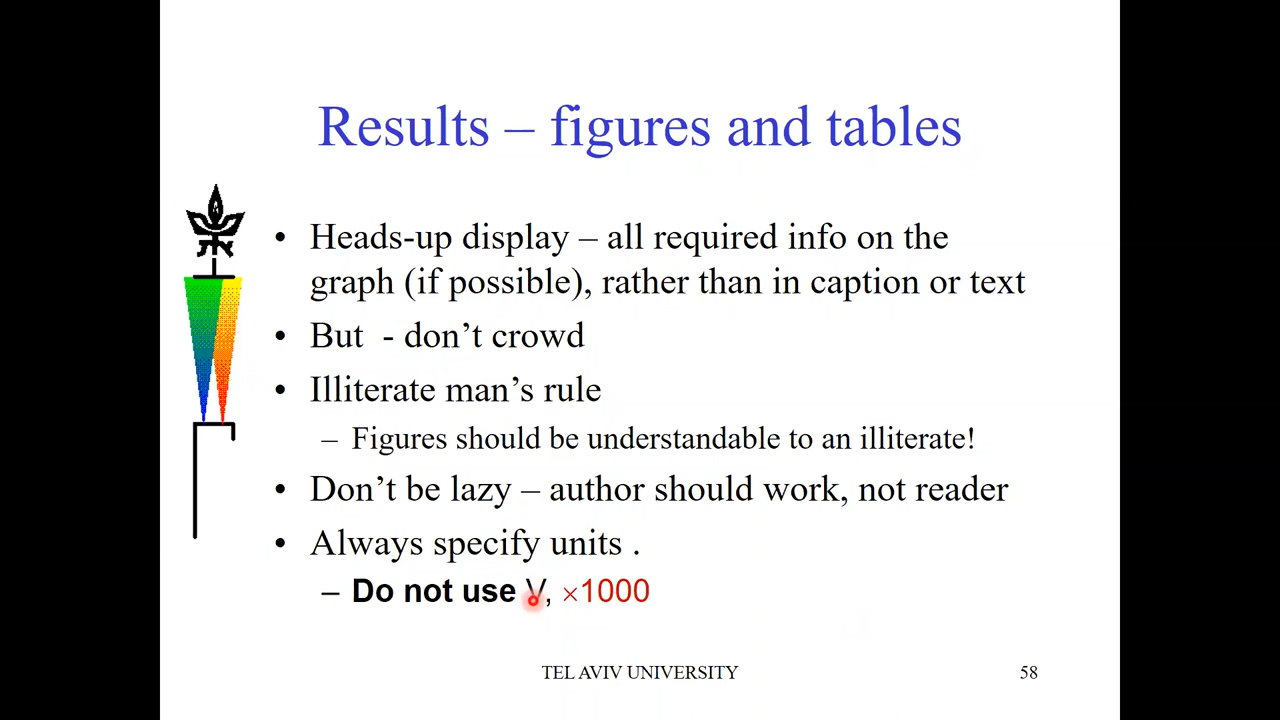 Results – figures and tables
• Heads-up display – all required info on the
graph (if possible), rather than in caption or text
• But - don’t crowd
• Illiterate man’s rule
– Figures should be understandable to an illiterate!
• Don’t be lazy – author should work, not reader
• Always specify units .
– Do not use V, ×1000
TEL AVIV UNIVERSITY
58